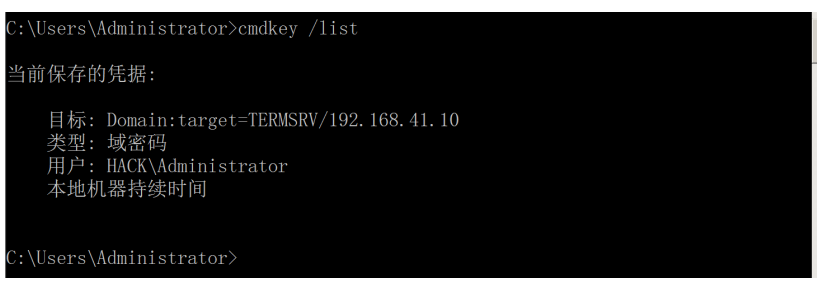 C:\Users\Administrator>cmdkey /list
当前保存的凭据:
目标: Domain:target=TERMSRV/192.168.41.10
类型: 域密码
用户: HACK\Administrator
本地机器持续时间
C:\Users\Administrator>